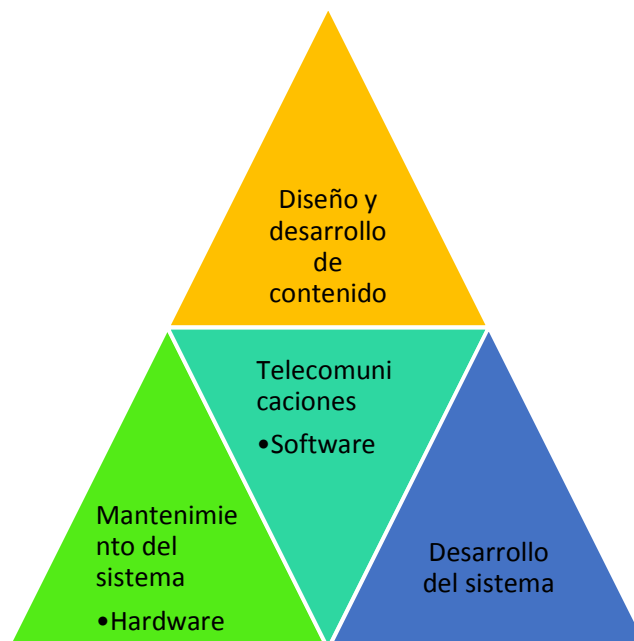 Diseño y
desarrollo
de
contenido
Telecomuni
caciones
•Software
Mantenimie
nto del
sistema
•Hardware
Desarrollo
del sistema